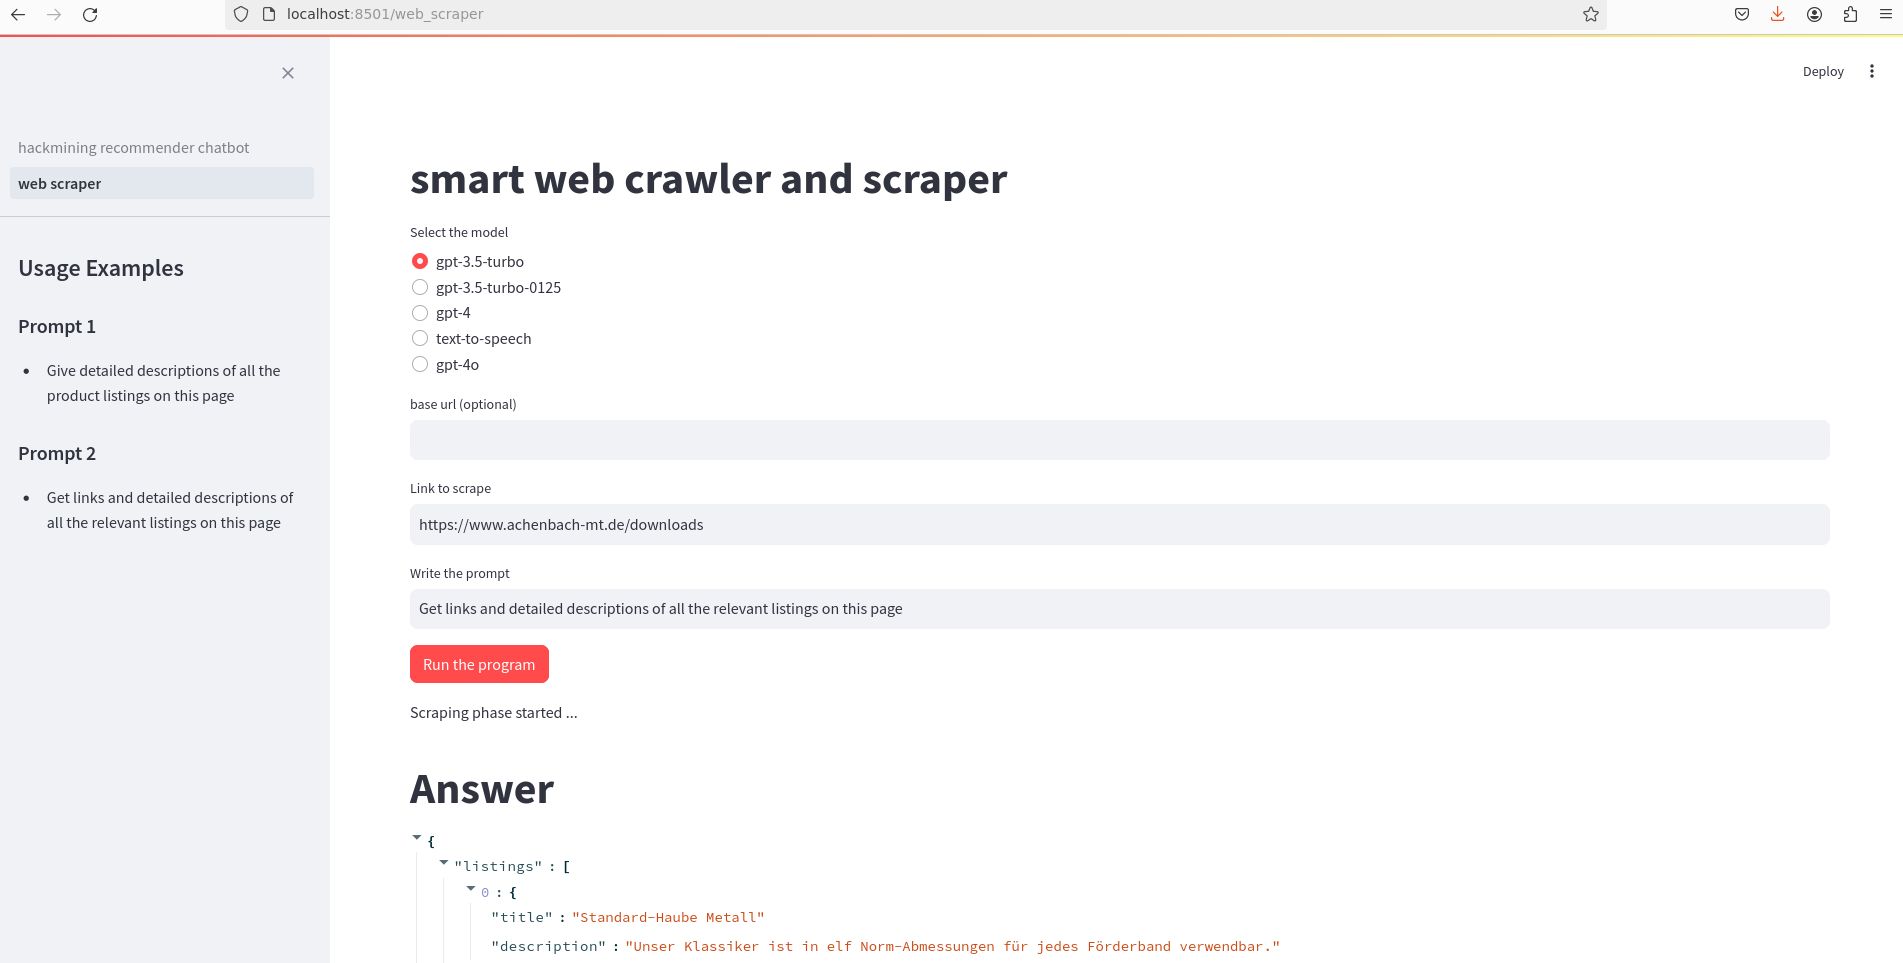 localhost:8501/web_scraper
Deploy
hackmining recommender chatbot
web scraper
Usage Examples
Prompt 1
Give detailed descriptions of all the
product listings on this page
Prompt 2
Get links and detailed descriptions of
all the relevant listings on this page
smart web crawler and scraper
Select the model
gpt-3.5-turbo
gpt-3.5-turbo-0125
gpt-4
text-to-speech
gpt-4o
base url (optional)
Link to scrape
https://www.achenbach-mt.de/downloads
Write the prompt
Get links and detailed descriptions of all the relevant listings on this page
Run the program
Scraping phase started ...
Answer
{
"listings" : [
0 : {
"title" : "Standard-Haube Metall"
"description" : "Unser Klassiker ist in elf Norm-Abmessungen für jedes Förderband verwendbar."